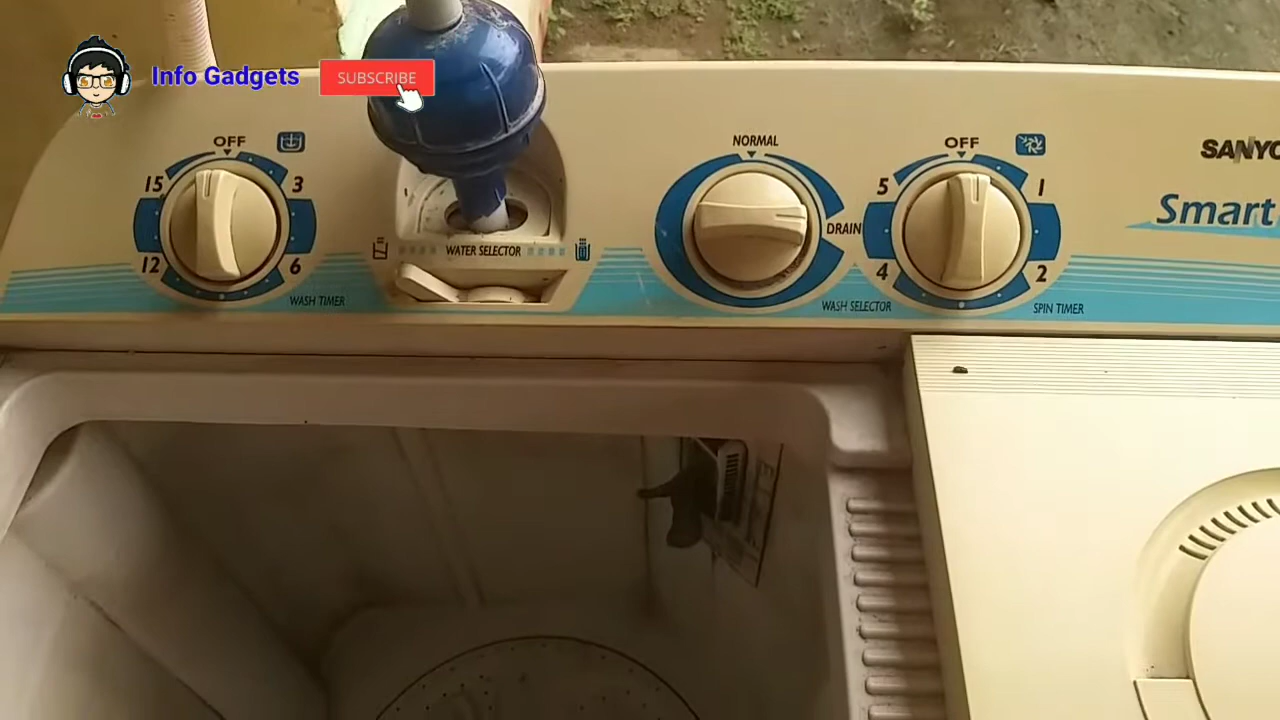 Info Gadgets
SUBSCRIBE
OFF
15
3
12
6
WASH TIMER
WATER SELECTOR
NORMAL
DRAIN
WASH SELECTOR
OFF
5
1
4
2
SPIN TIMER
SANYO
Smart